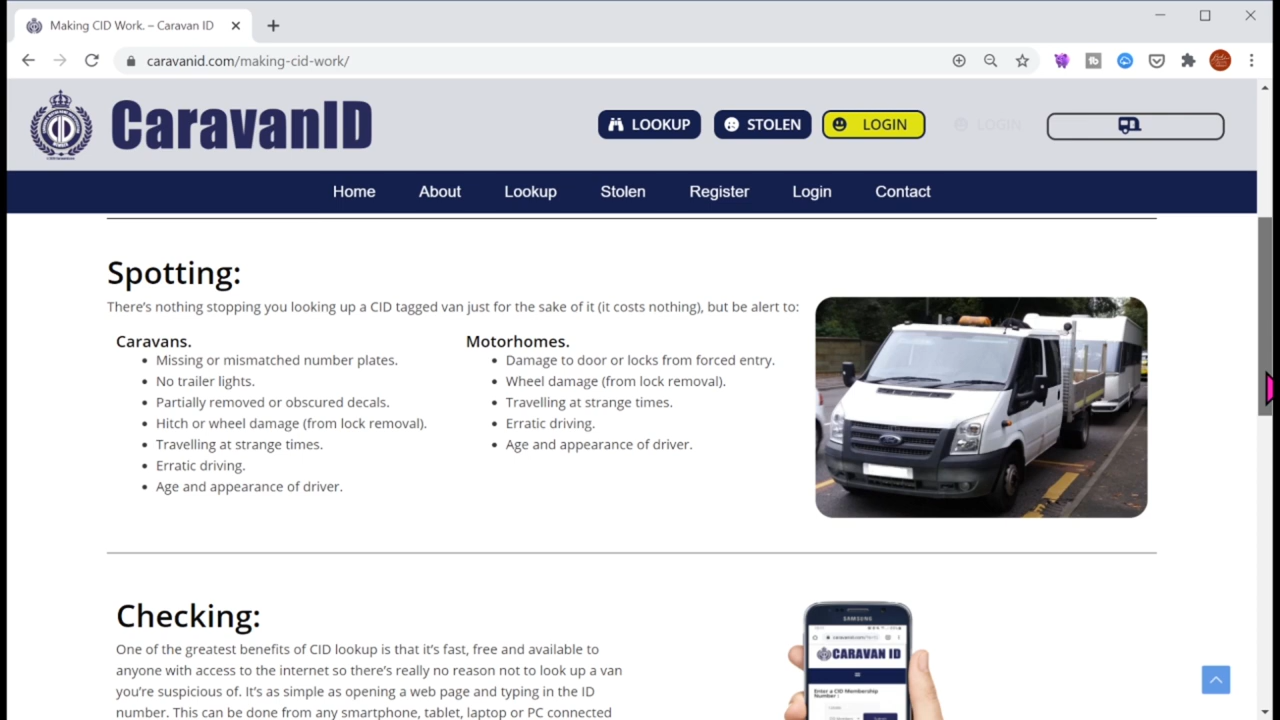 Making CID Work. – Caravan ID
caravanid.com/making-cid-work/
CaravanID
LOOKUP
STOLEN
LOGIN
LOGIN
Home
About
Lookup
Stolen
Register
Login
Contact
Spotting:
There's nothing stopping you looking up a CID tagged van just for the sake of it (it costs nothing), but be alert to:
Caravans.
Missing or mismatched number plates.
No trailer lights.
Partially removed or obscured decals.
Hitch or wheel damage (from lock removal).
Travelling at strange times.
Erratic driving.
Age and appearance of driver.
Motorhomes.
Damage to door or locks from forced entry.
Wheel damage (from lock removal).
Travelling at strange times.
Erratic driving.
Age and appearance of driver.
Checking:
One of the greatest benefits of CID lookup is that it's fast, free and available to
anyone with access to the internet so there's really no reason not to look up a van
you're suspicious of. It's as simple as opening a web page and typing in the ID
number. This can be done from any smartphone, tablet, laptop or PC connected
SAMSUNG
CARAVAN ID
Enter a CID Membership
Number :